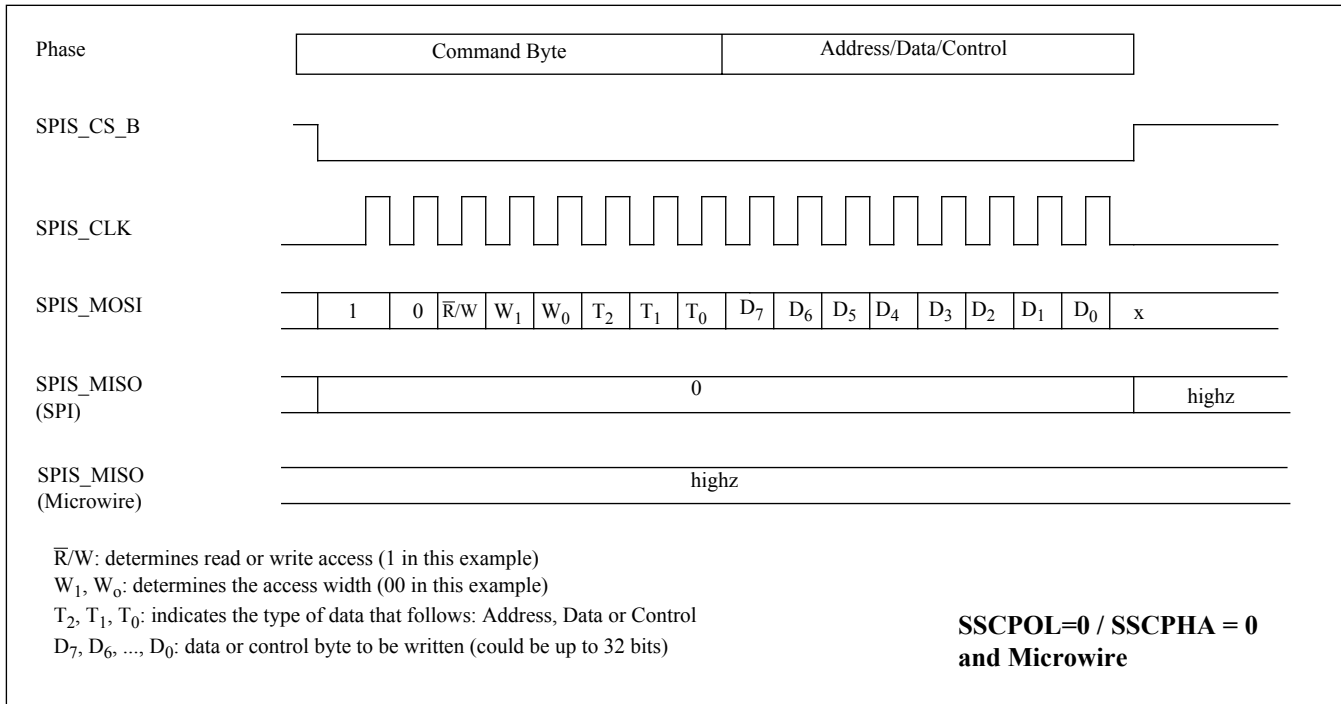 Phase Command Byte Address/Data/Control
SPIS_CS_B
SPIS_CLK
SPIS_MOSI 1 0 R̅/W W₁ W₀ T₂ T₁ T₀ D₇ D₆ D₅ D₄ D₃ D₂ D₁ D₀ x
SPIS_MISO 0
(SPI) highz
SPIS_MISO
(Microwire) highz
R̅/W: determines read or write access (1 in this example)
W₁, Wₒ: determines the access width (00 in this example)
T₂, T₁, T₀: indicates the type of data that follows: Address, Data or Control
D₇, D₆, ..., D₀: data or control byte to be written (could be up to 32 bits)
SSCPOL=0 / SSCPHA = 0
and Microwire